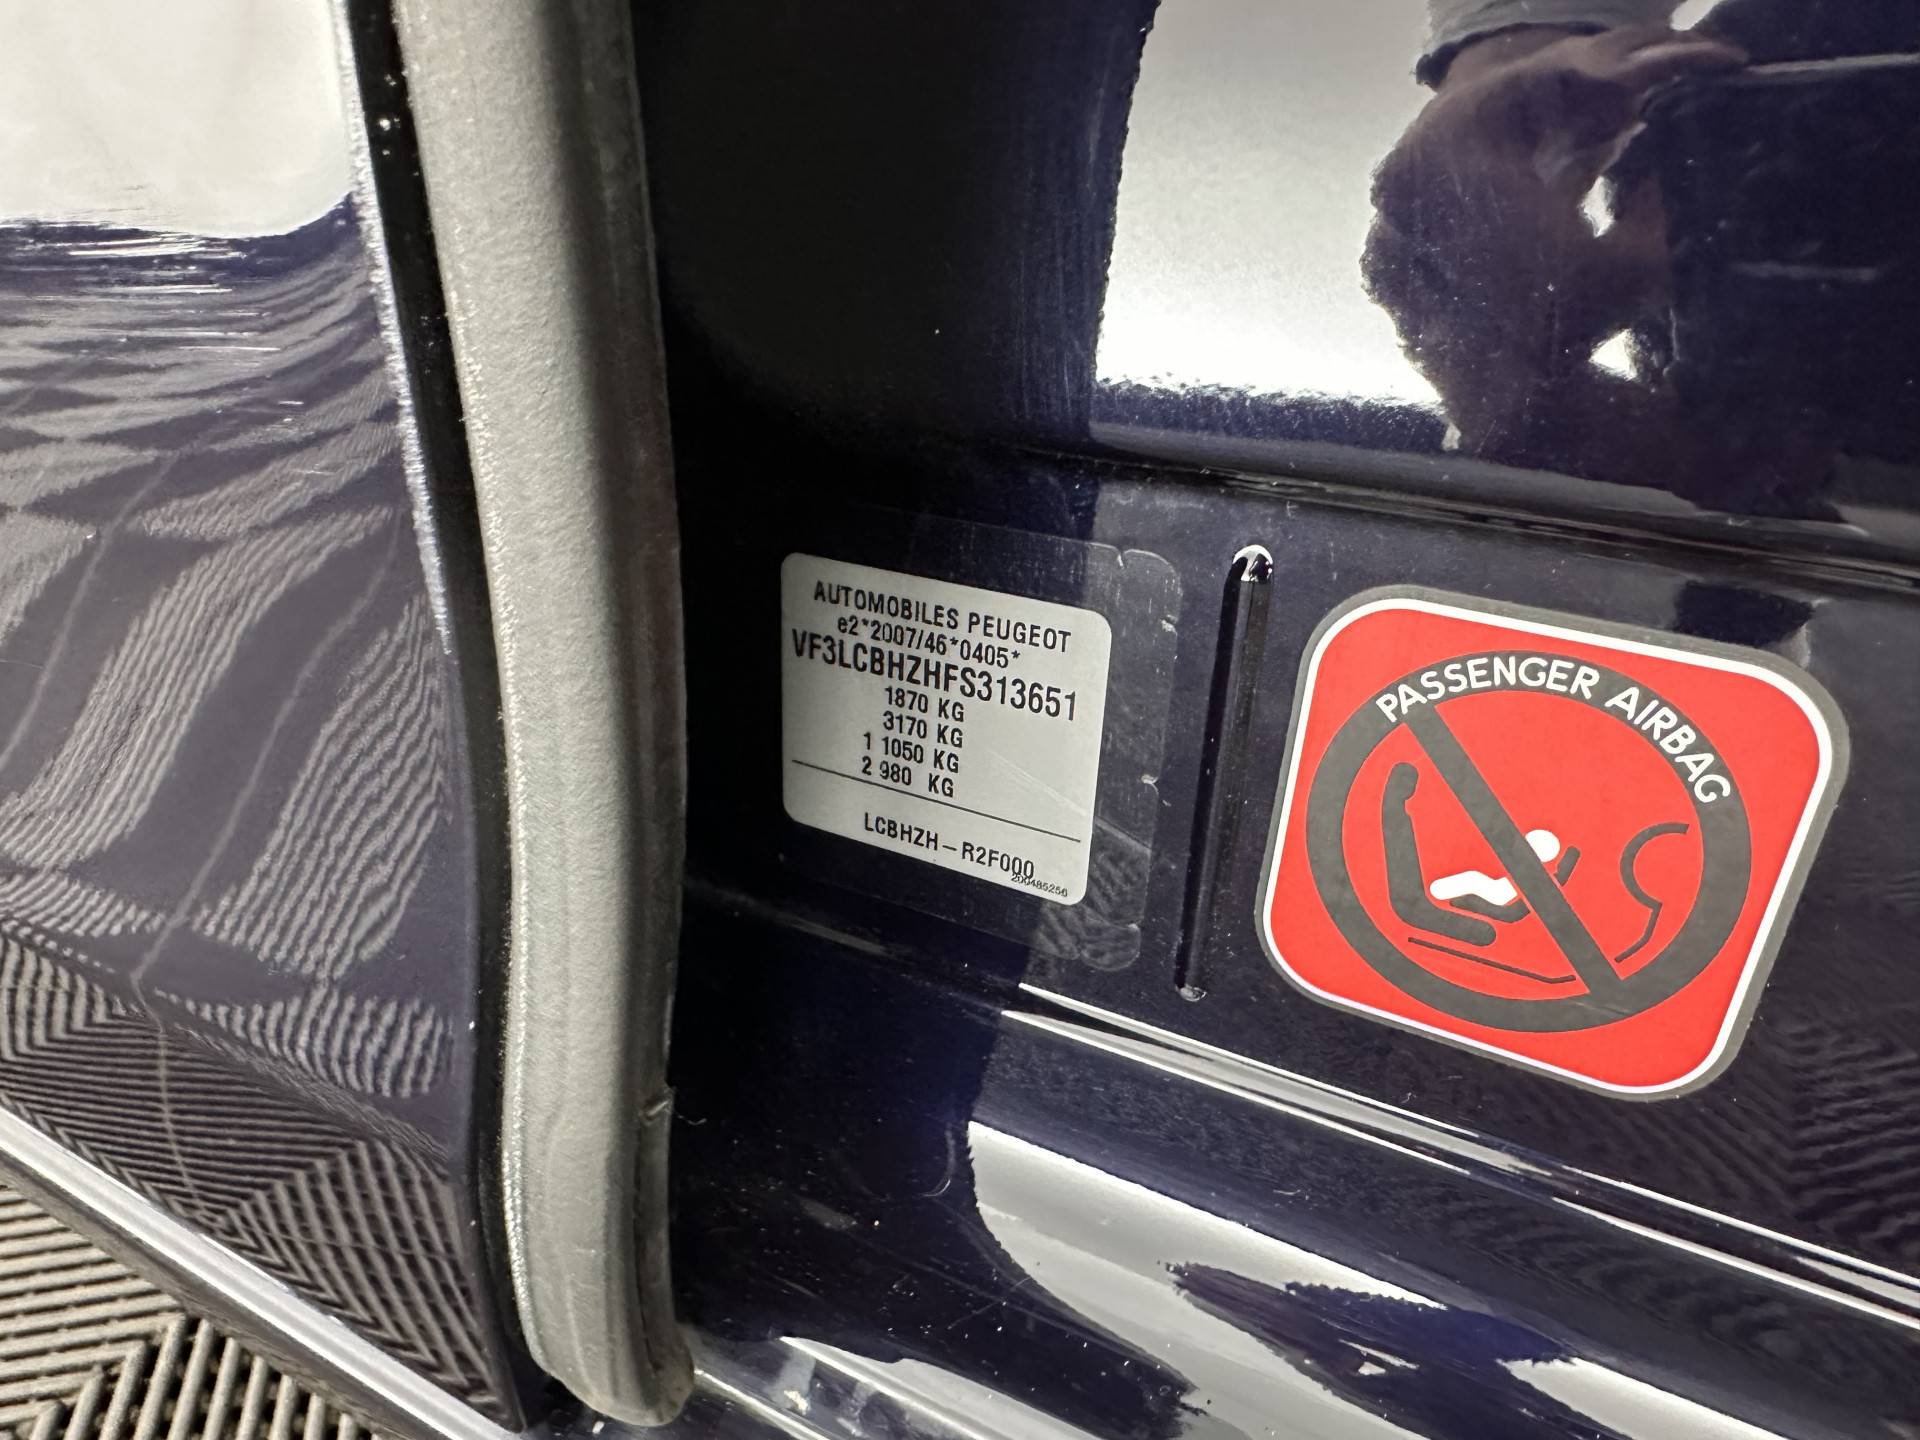 AUTOMOBILES PEUGEOT
e2*2007/46*0405*
VF3LCBHZHFS313651
1870 KG
3170 KG
1 1050 KG
2 980 KG
LCBHZH-R2F000
200485256
PASSENGER AIRBAG